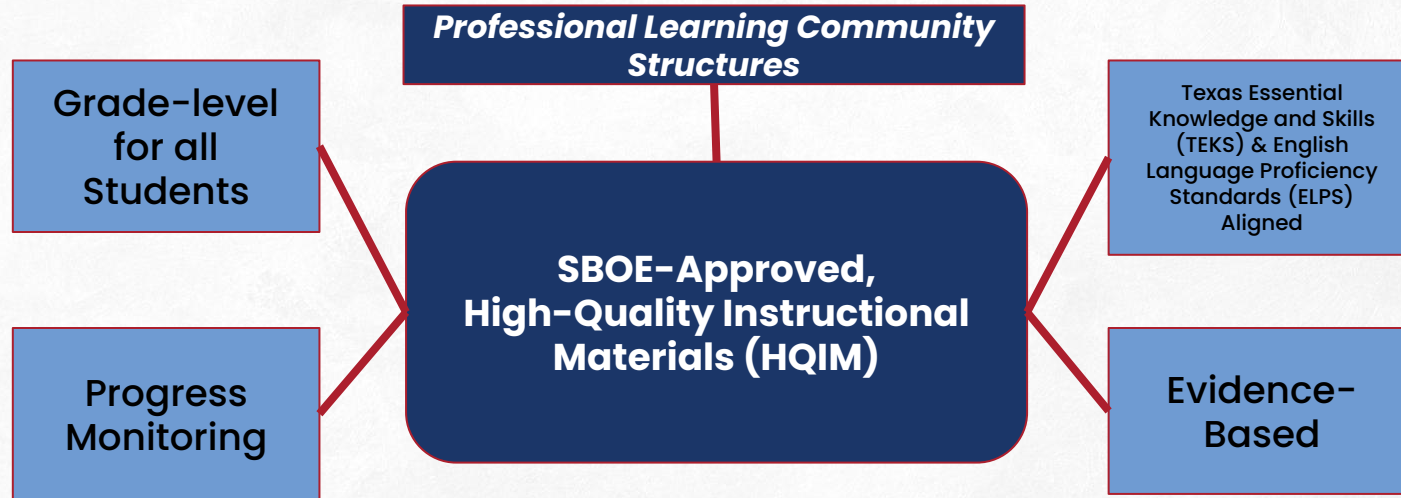 Professional Learning Community
Structures
Grade-level
for all
Students
Texas Essential
Knowledge and Skills
(TEKS) & English
Language Proficiency
Standards (ELPS)
Aligned
SBOE-Approved,
High-Quality Instructional
Materials (HQIM)
Progress
Monitoring
Evidence-
Based